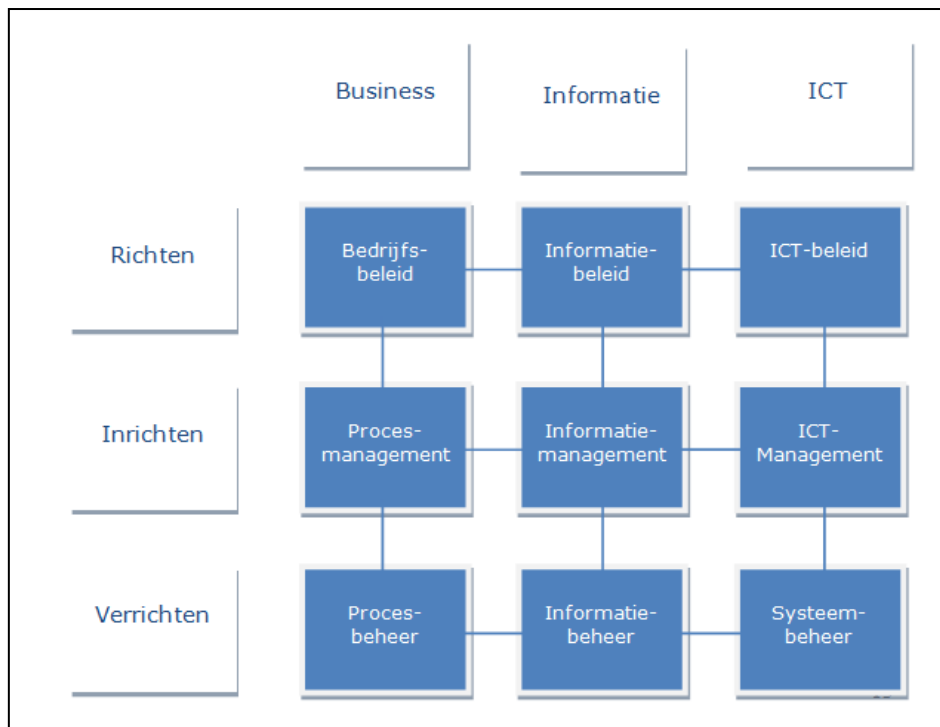 Business
Informatie
ICT
Richten
Bedrijfs-
beleid
Informatie-
beleid
ICT-beleid
Inrichten
Proces-
management
Informatie-
management
ICT-
Management
Verrichten
Proces-
beheer
Informatie-
beheer
Systeem-
beheer